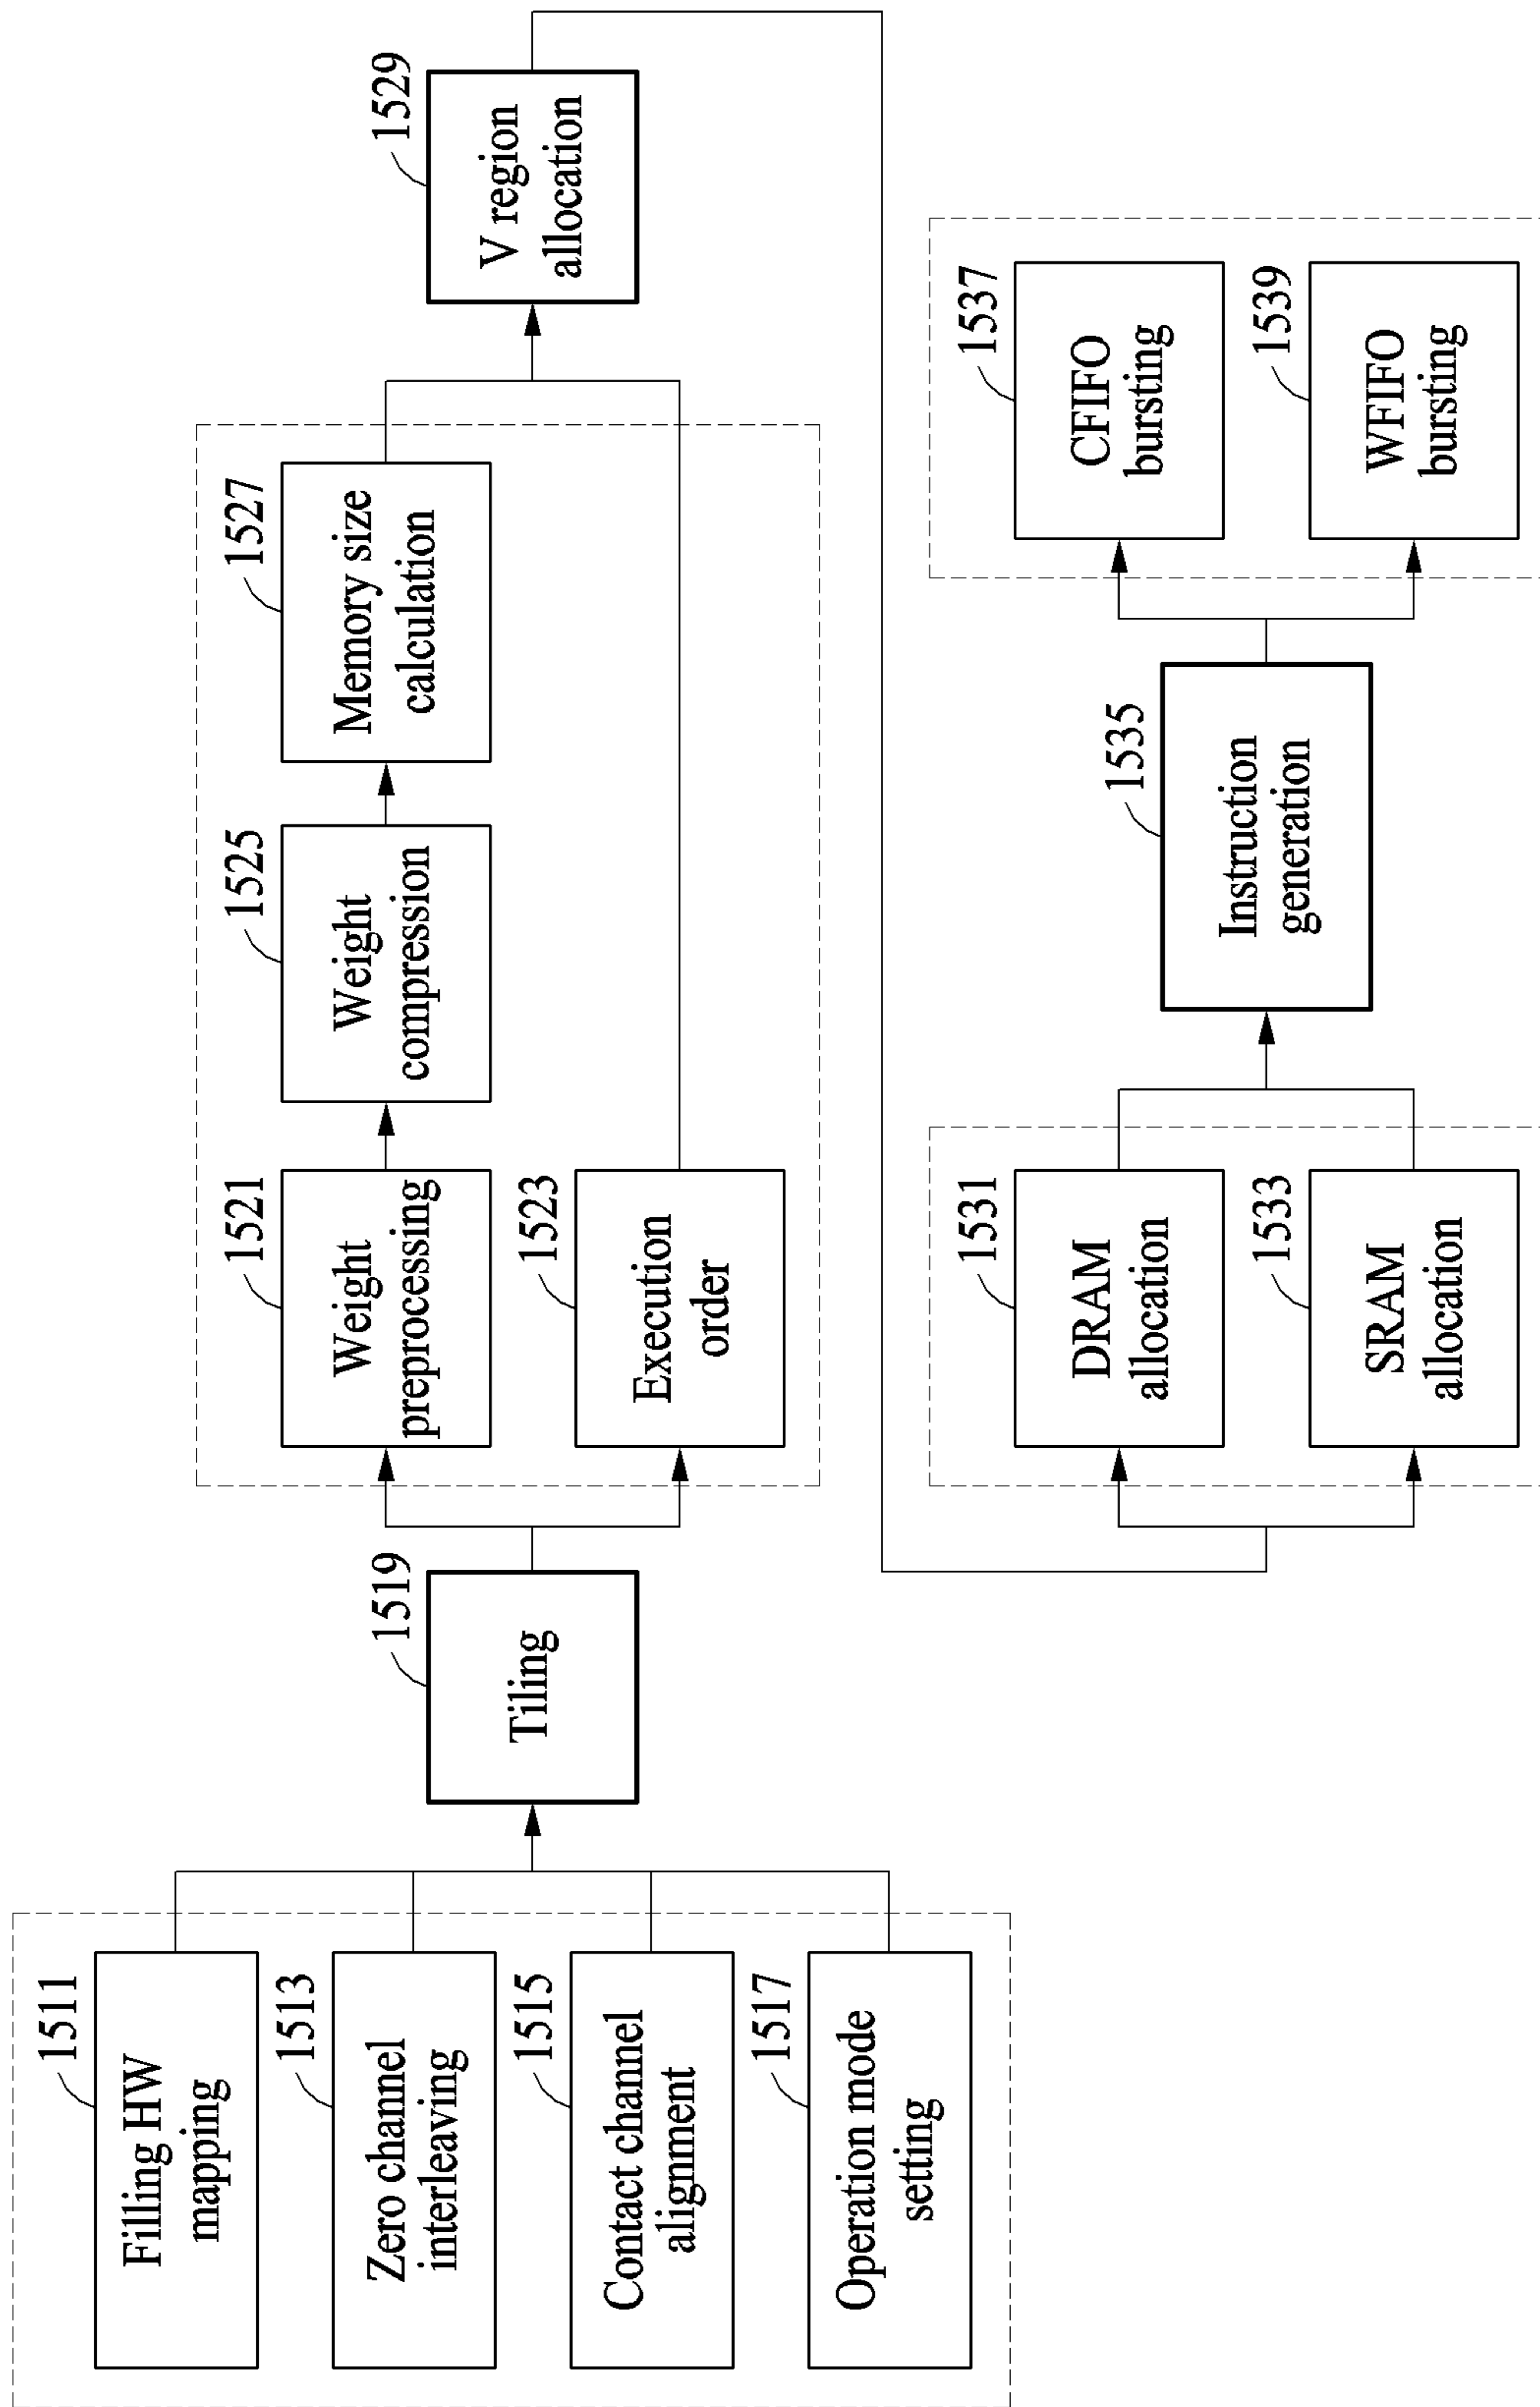 1511
Filling HW
mapping
1513
Zero channel
interleaving
1515
Contact channel
alignment
1517
Operation mode
setting
1519
Tiling
1521
Weight
preprocessing
1523
Execution
order
1525
Weight
compression
1527
Memory size
calculation
1529
V region
allocation
1531
DRAM
allocation
1533
SRAM
allocation
1535
Instruction
generation
1537
CFIFO
bursting
1539
WFIFO
bursting